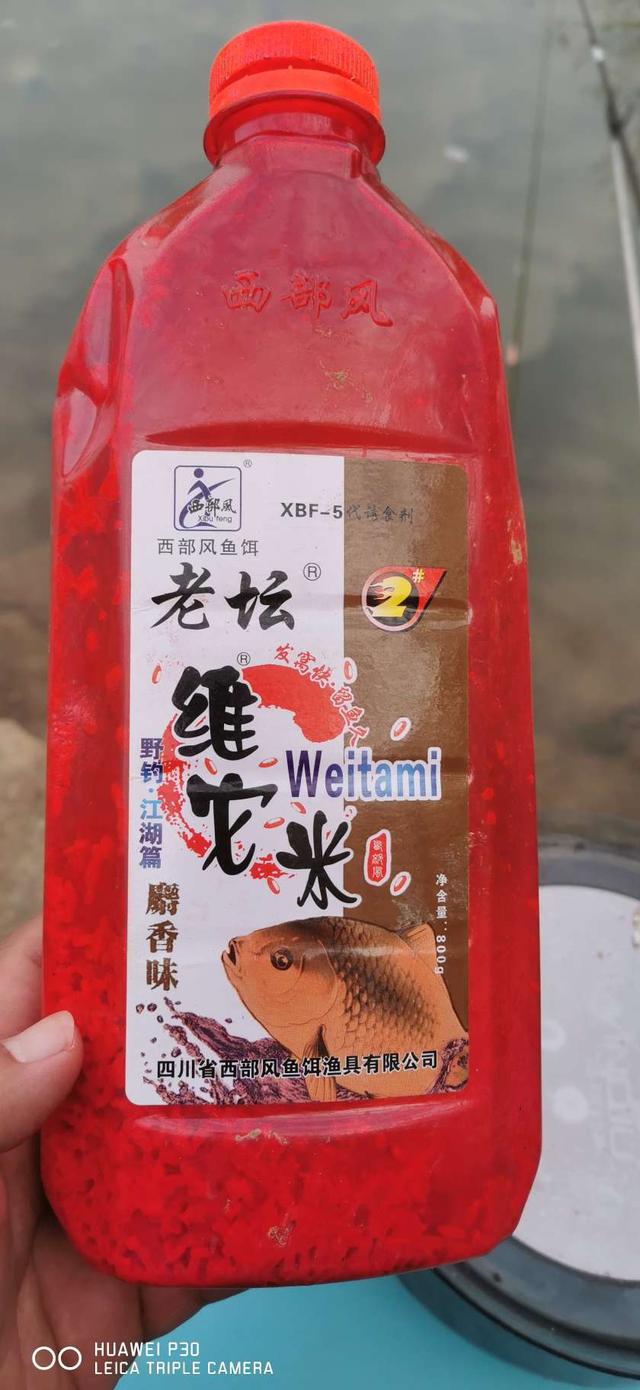 西部风
®
西部风
Xibu feng
XBF-5代诱食剂
西部风鱼饵
老坛®
2#
发窝快·留鱼久
®
维它米
Weitami
野钓·江湖篇
麝香味
净含量：800g
四川省西部风鱼饵渔具有限公司
HUAWEI P30
LEICA TRIPLE CAMERA